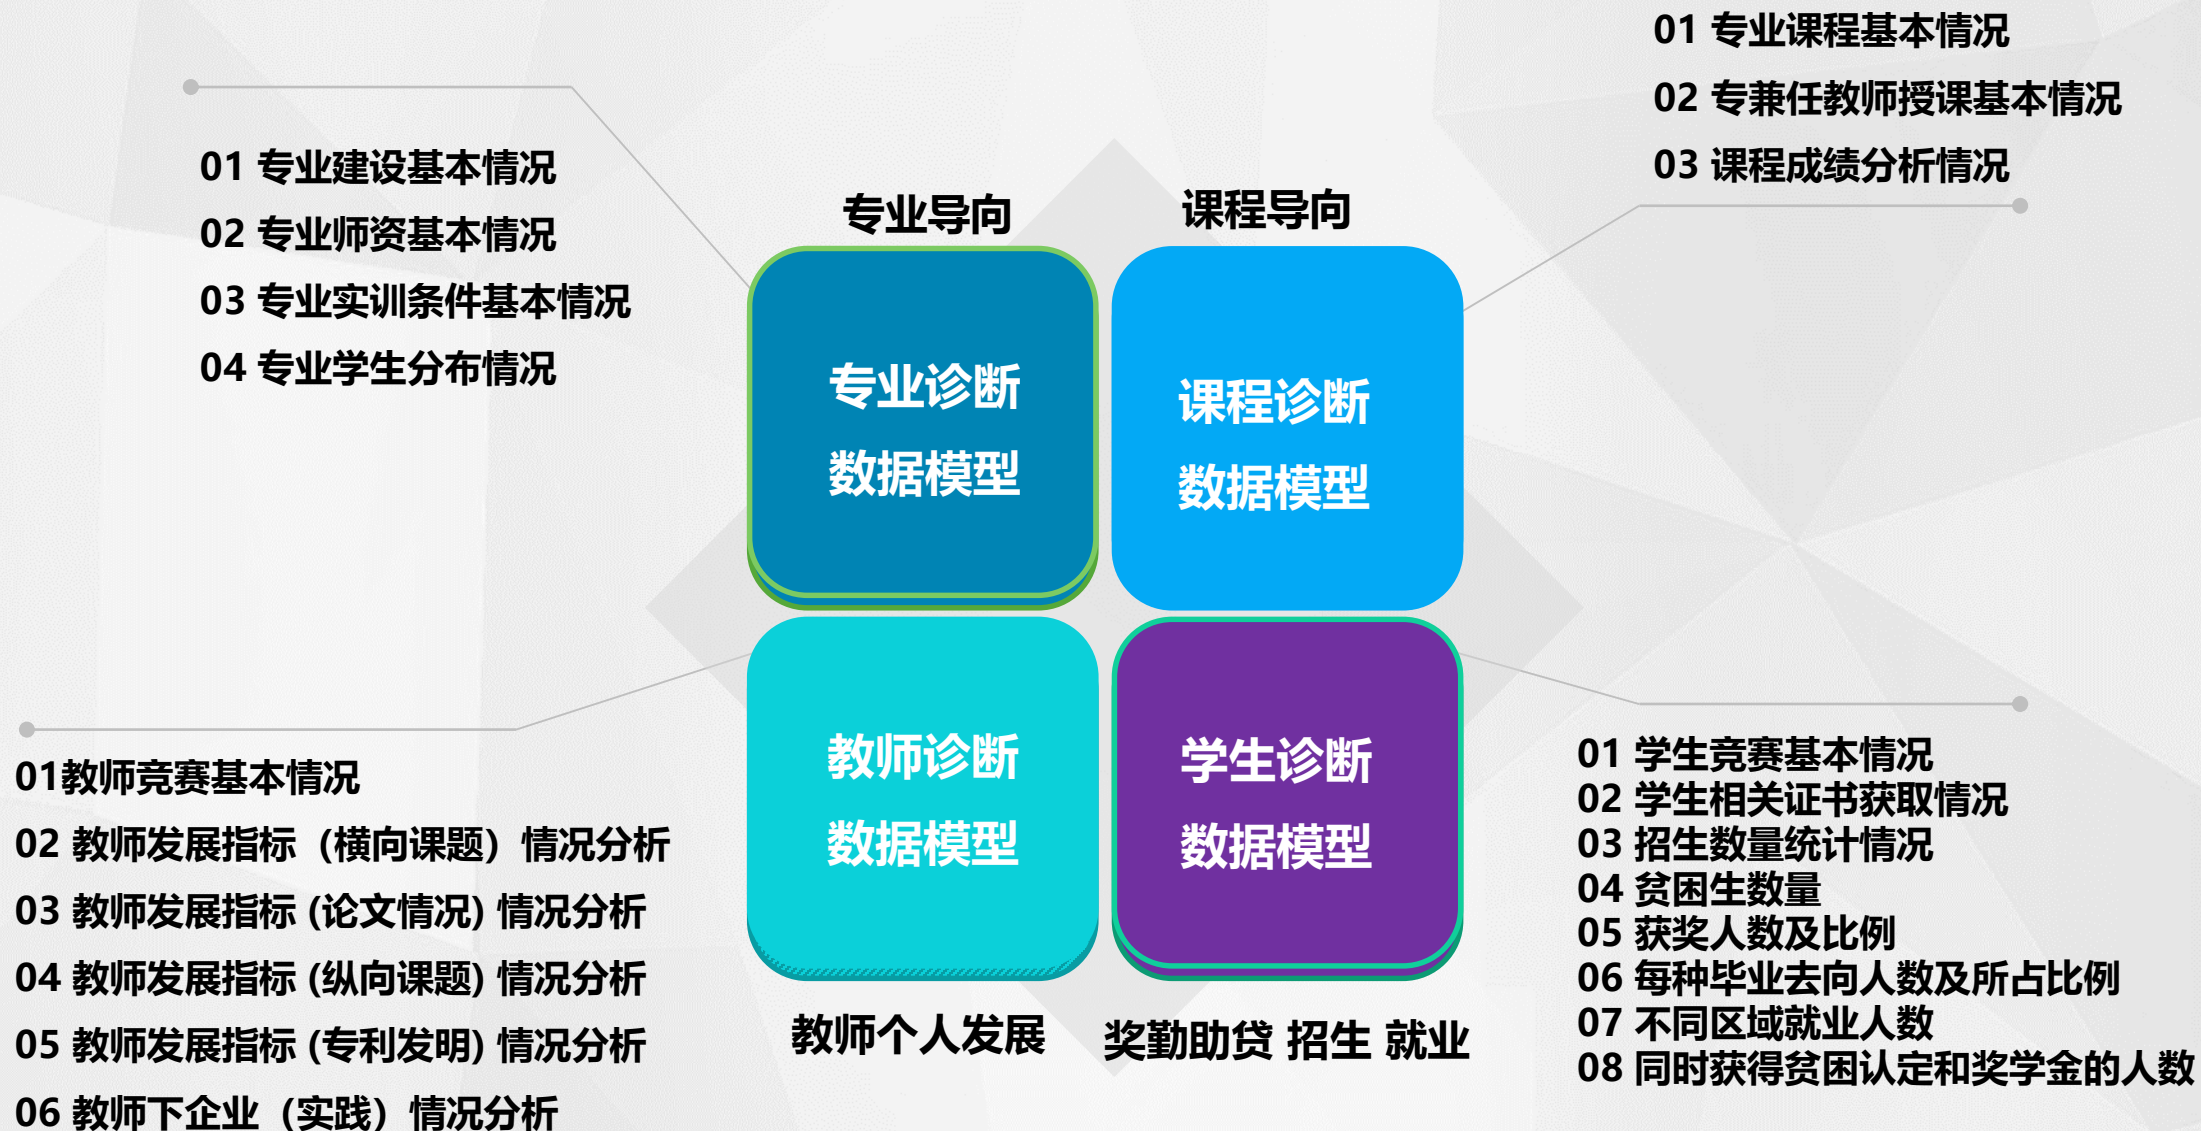 01 专业建设基本情况
02 专业师资基本情况
03 专业实训条件基本情况
04 专业学生分布情况
专业导向
专业诊断
数据模型
课程导向
课程诊断
数据模型
01 专业课程基本情况
02 专兼任教师授课基本情况
03 课程成绩分析情况
01教师竞赛基本情况
02 教师发展指标（横向课题）情况分析
03 教师发展指标 (论文情况) 情况分析
04 教师发展指标 (纵向课题) 情况分析
05 教师发展指标 (专利发明) 情况分析
06 教师下企业（实践）情况分析
教师诊断
数据模型
教师个人发展
学生诊断
数据模型
奖勤助贷 招生 就业
01 学生竞赛基本情况
02 学生相关证书获取情况
03 招生数量统计情况
04 贫困生数量
05 获奖人数及比例
06 每种毕业去向人数及所占比例
07 不同区域就业人数
08 同时获得贫困认定和奖学金的人数